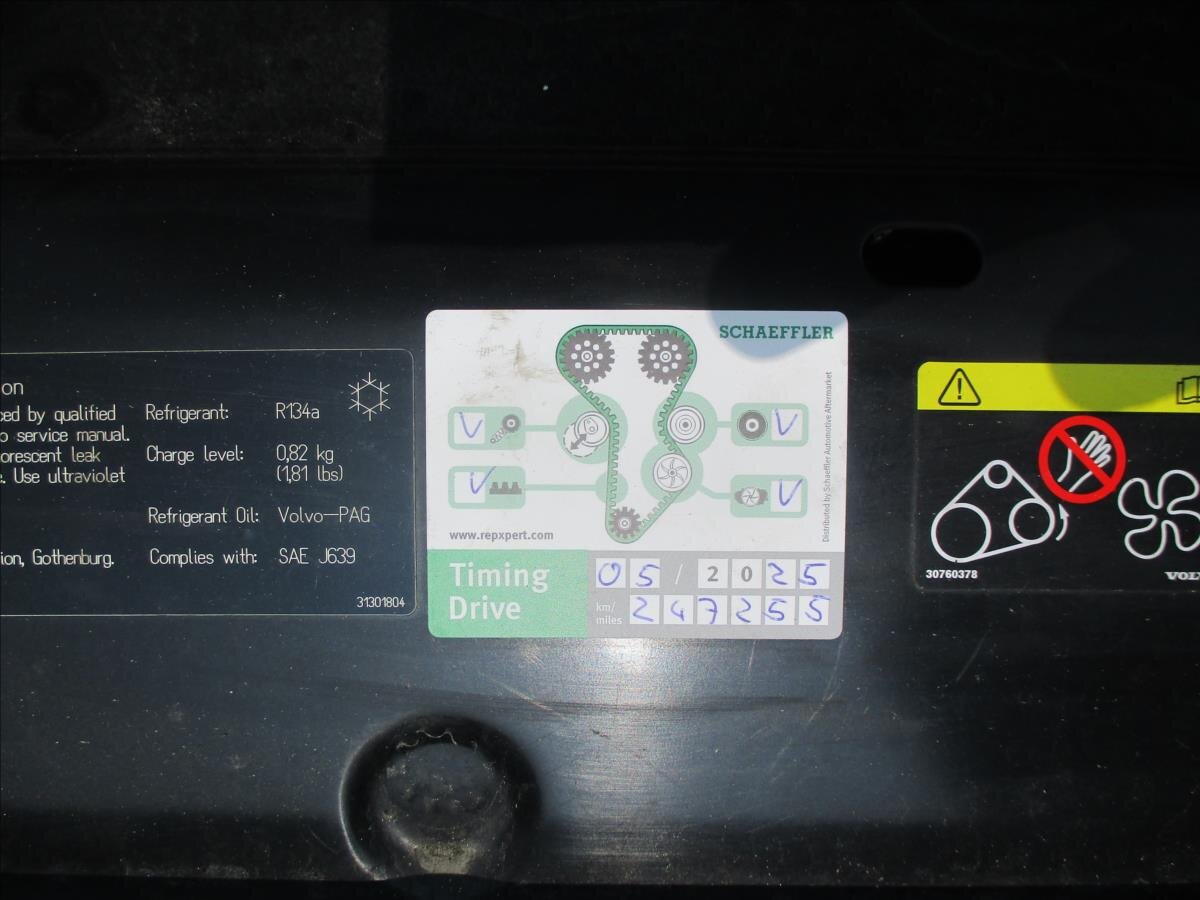 on
ced by qualified
o service manual.
orescent leak
e. Use ultraviolet
ion, Gothenburg.
Refrigerant: R134a
Charge level: 0,82 kg
(1,81 lbs)
Refrigerant Oil: Volvo-PAG
Complies with: SAE J639
31301804
SCHAEFFLER
V
V
V
V
www.repxpert.com
Distributed by Schaeffler Automotive Aftermarket
Timing
Drive
05 / 2025
km/
miles
247255
30760378
VOL